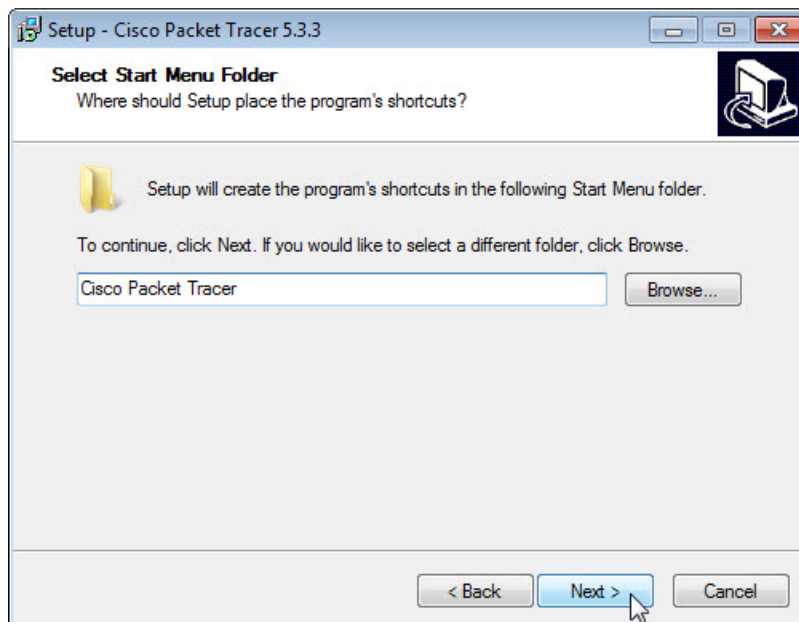 Setup - Cisco Packet Tracer 5.3.3
Select Start Menu Folder
Where should Setup place the program's shortcuts?
Setup will create the program's shortcuts in the following Start Menu folder.
To continue, click Next. If you would like to select a different folder, click Browse.
Cisco Packet Tracer
Browse...
< Back
Next >
Cancel